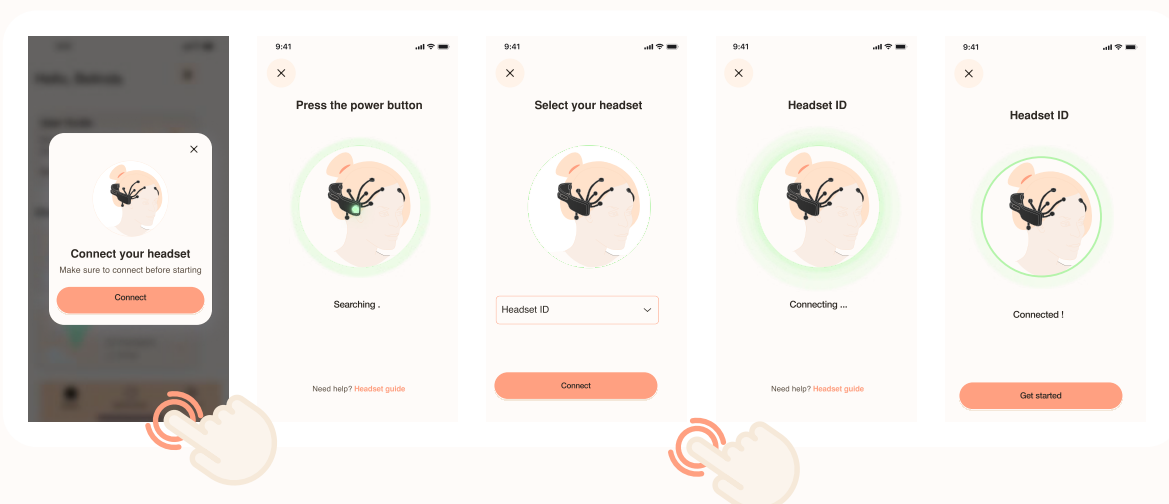 Connect your headset
Make sure to connect before starting
Connect
9:41
Press the power button
Searching .
Need help? Headset guide
9:41
Select your headset
Headset ID
Connect
9:41
Headset ID
Connecting ...
Need help? Headset guide
9:41
Headset ID
Connected !
Get started